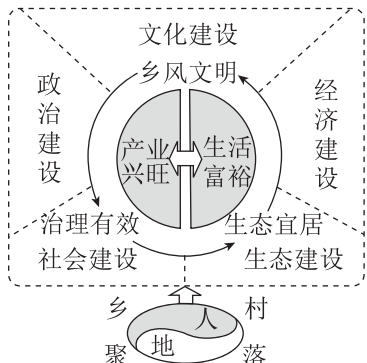 文化建设
乡风文明
政治建设
经济建设
产业兴旺
生活富裕
治理有效
生态宜居
社会建设
生态建设
乡村
人
地
聚落